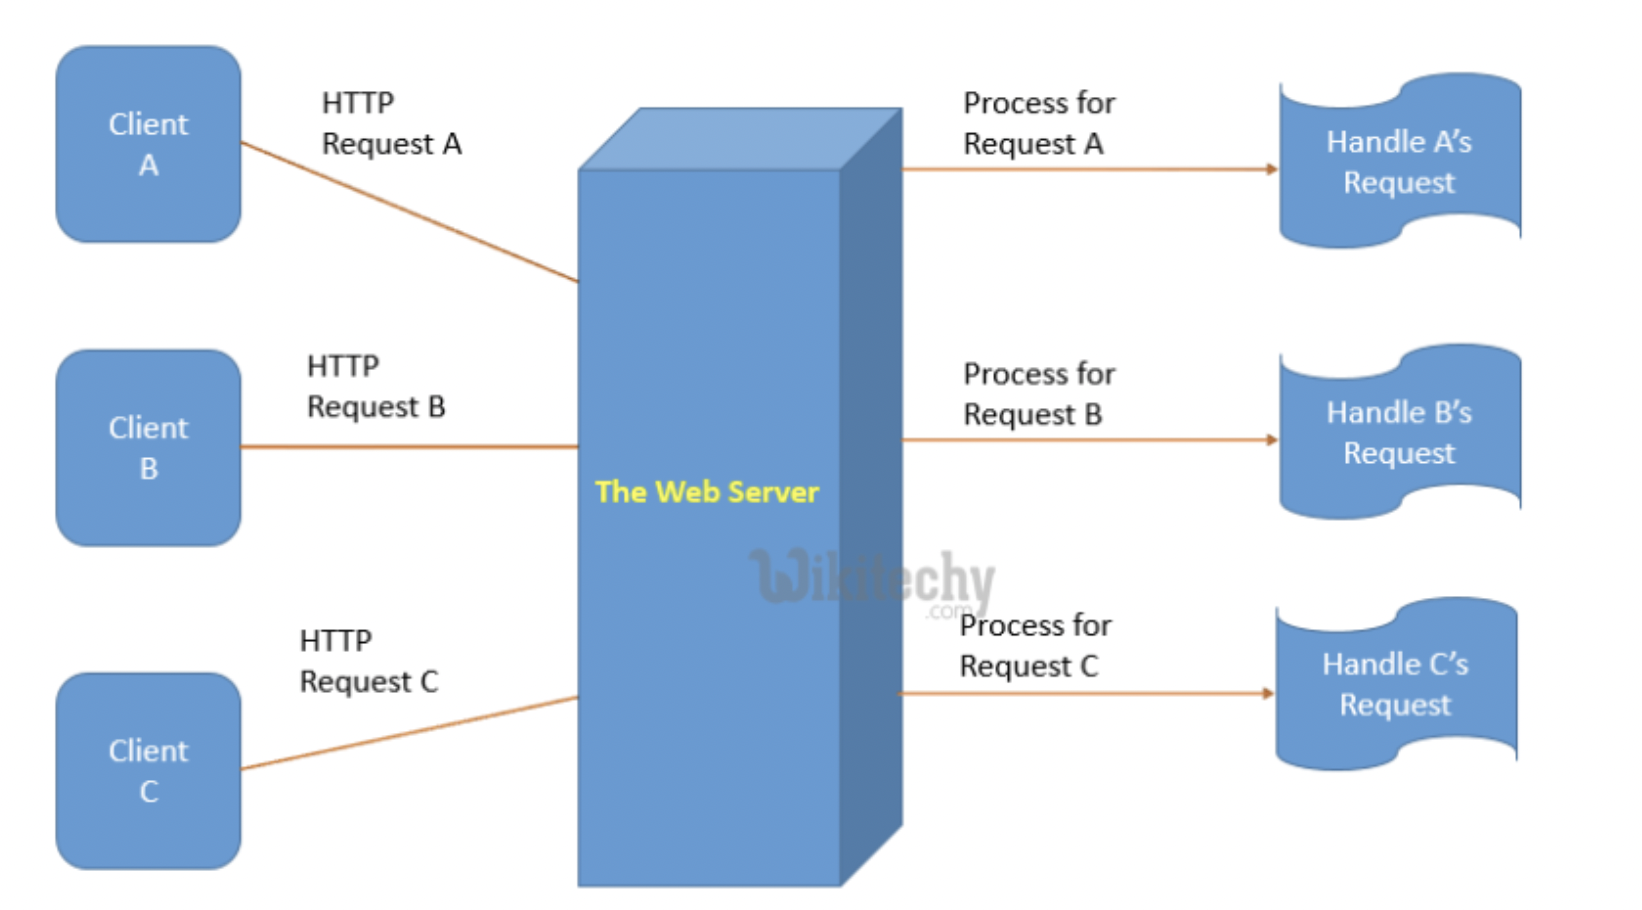 Client
A
HTTP
Request A
Process for
Request A
Handle A's
Request
Client
B
HTTP
Request B
The Web Server
Process for
Request B
Handle B's
Request
Wikitechy
.com
Client
C
HTTP
Request C
Process for
Request C
Handle C's
Request